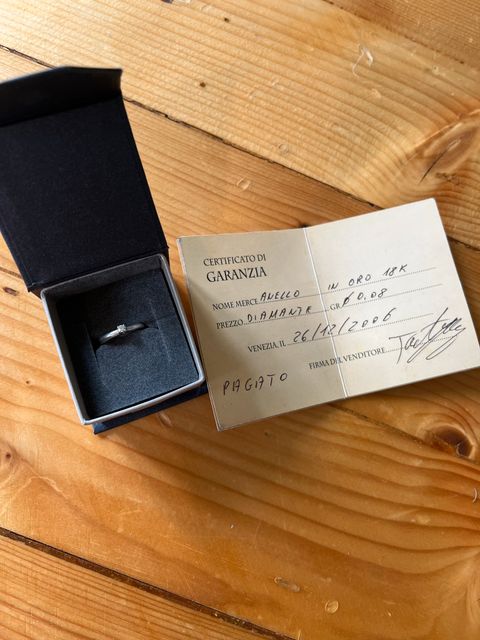 CERTIFICATO DI
GARANZIA
NOME MERCE ANELLO IN ORO 18K
PREZZO DIAMANTE GR 0.08
VENEZIA, IL 26/12/2006
FIRMA DEL VENDITORE
PAGATO